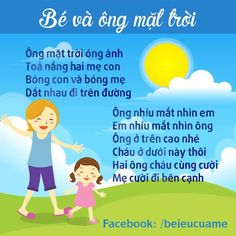 Bé và ông mặt trời
Ông mặt trời óng ánh
Toả nắng hai mẹ con
Bóng con và bóng mẹ
Dắt nhau đi trên đường
Ông nhíu mắt nhìn em
Em nhíu mắt nhìn ông
Ông ở trên cao nhé
Cháu ở dưới này thôi
Hai ông cháu cùng cười
Mẹ cười đi bên cạnh
Facebook: /beieucuame